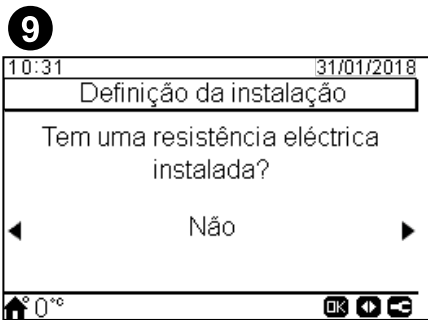 9
10:31 31/01/2018
Definição da instalação
Tem uma resistência eléctrica
instalada?
Não
0°c
OK